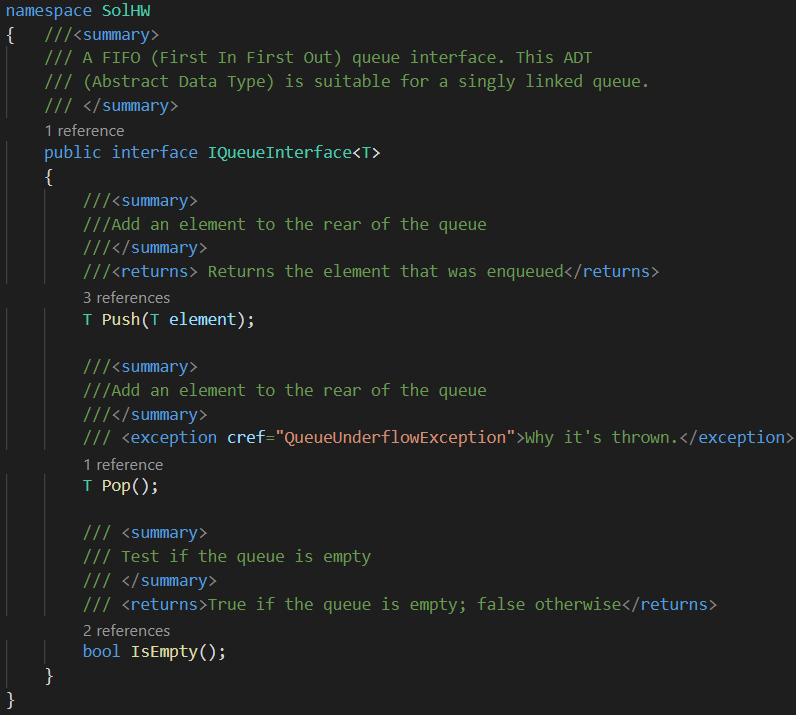 namespace SolHW
{   ///<summary>
    /// A FIFO (First In First Out) queue interface. This ADT
    /// (Abstract Data Type) is suitable for a singly linked queue.
    /// </summary>
    1 reference
    public interface IQueueInterface<T>
    {
        ///<summary>
        ///Add an element to the rear of the queue
        ///</summary>
        ///<returns> Returns the element that was enqueued</returns>
        3 references
        T Push(T element);

        ///<summary>
        ///Add an element to the rear of the queue
        ///</summary>
        /// <exception cref="QueueUnderflowException">Why it's thrown.</exception>
        1 reference
        T Pop();

        /// <summary>
        /// Test if the queue is empty
        /// </summary>
        /// <returns>True if the queue is empty; false otherwise</returns>
        2 references
        bool IsEmpty();
    }
}